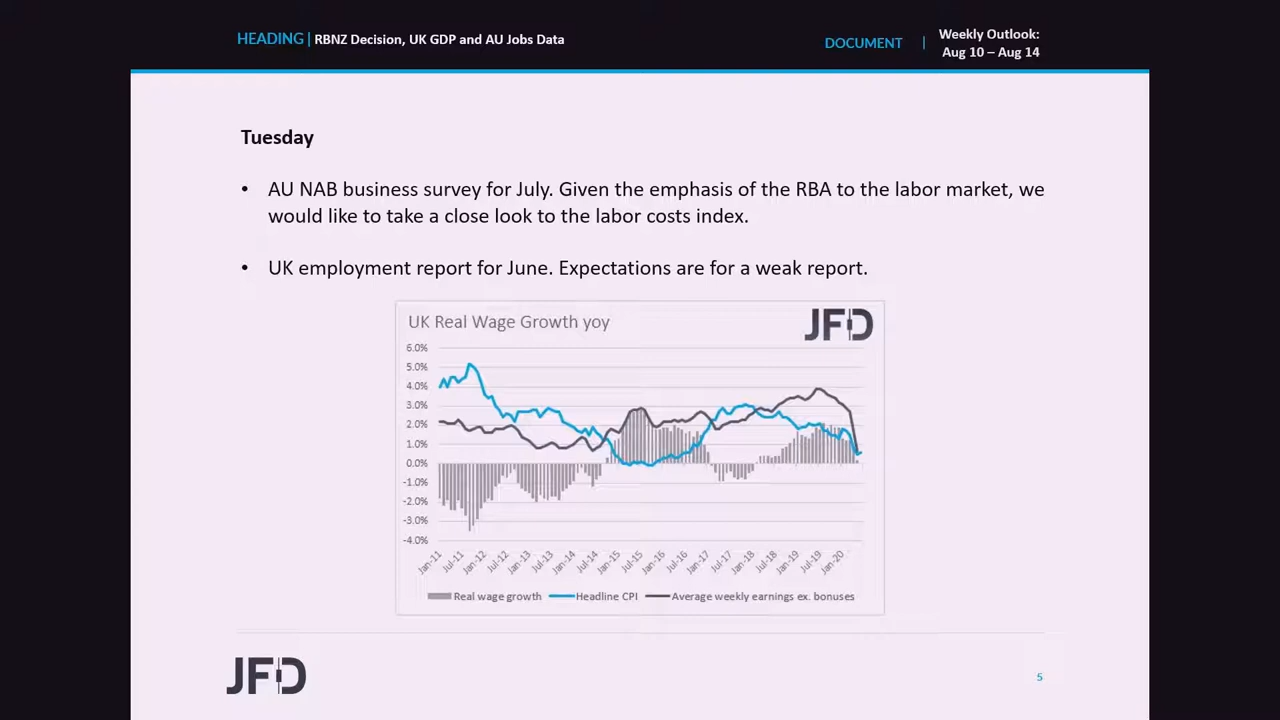 HEADING | RBNZ Decision, UK GDP and AU Jobs Data
DOCUMENT | Weekly Outlook:
Aug 10 – Aug 14
Tuesday
• AU NAB business survey for July. Given the emphasis of the RBA to the labor market, we
would like to take a close look to the labor costs index.
• UK employment report for June. Expectations are for a weak report.
UK Real Wage Growth yoy
JFD
6.0%
5.0%
4.0%
3.0%
2.0%
1.0%
0.0%
-1.0%
-2.0%
-3.0%
-4.0%
Jan-11 Jul-11 Jan-12 Jul-12 Jan-13 Jul-13 Jan-14 Jul-14 Jan-15 Jul-15 Jan-16 Jul-16 Jan-17 Jul-17 Jan-18 Jul-18 Jan-19 Jul-19 Jan-20
Real wage growth Headline CPI Average weekly earnings ex. bonuses
JFD
5